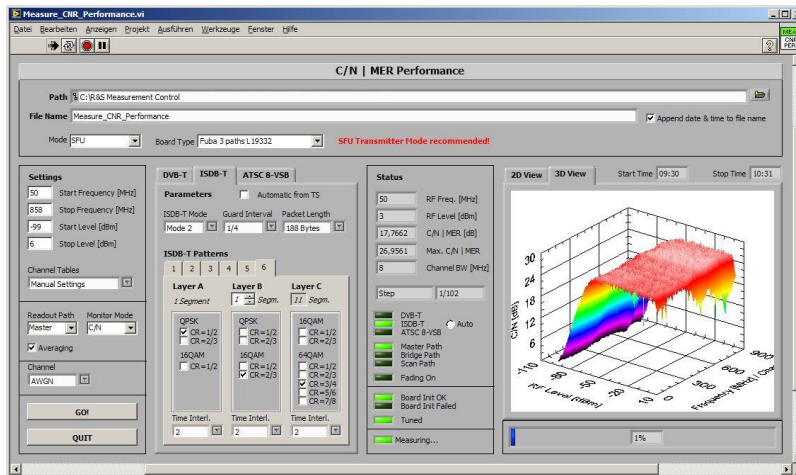 Measure_CNR_Performance.vi
Datei Bearbeiten Anzeigen Projekt Ausführen Werkzeuge Fenster Hilfe
MEAS
CNR
PERF
C/N | MER Performance
Path C:\R&S Measurement Control
File Name Measure_CNR_Performance
Append date & time to file name
Mode SFU Board Type Fuba 3 paths L19332 SFU Transmitter Mode recommended!
Settings
50 Start Frequency [MHz]
858 Stop Frequency [MHz]
-99 Start Level [dBm]
6 Stop Level [dBm]
Channel Tables
Manual Settings
Readout Path Monitor Mode
Master C/N
Averaging
Channel
AWGN
GO!
QUIT
DVB-T ISDB-T ATSC 8-VSB
Parameters Automatic from TS
ISDB-T Mode Guard Interval Packet Length
Mode 2 1/4 188 Bytes
ISDB-T Patterns
1 2 3 4 5 6
Layer A Layer B Layer C
1 Segment 1 Segm. 11 Segm.
QPSK QPSK 16QAM
CR=1/2 CR=1/2 CR=1/2
CR=2/3 CR=2/3 CR=2/3
16QAM 16QAM 64QAM
CR=1/2 CR=1/2 CR=1/2
CR=2/3 CR=2/3
CR=3/4
CR=5/6
CR=7/8
Time Interl. Time Interl. Time Interl.
2 2 2
Status
50 RF Freq. [MHz]
3 RF Level [dBm]
17,7662 C/N | MER [dB]
26,9561 Max. C/N | MER
8 Channel BW [MHz]
Step 1/102
DVB-T
ISDB-T Auto
ATSC 8-VSB
Master Path
Bridge Path
Scan Path
Fading On
Board Init OK
Board Init Failed
Tuned
Measuring...
2D View 3D View Start Time 09:30 Stop Time 10:31
C/N [dB]
30
24
18
12
6
-110
-80
-50
-20
10
RF Level [dBm]
0
300
600
900
1%